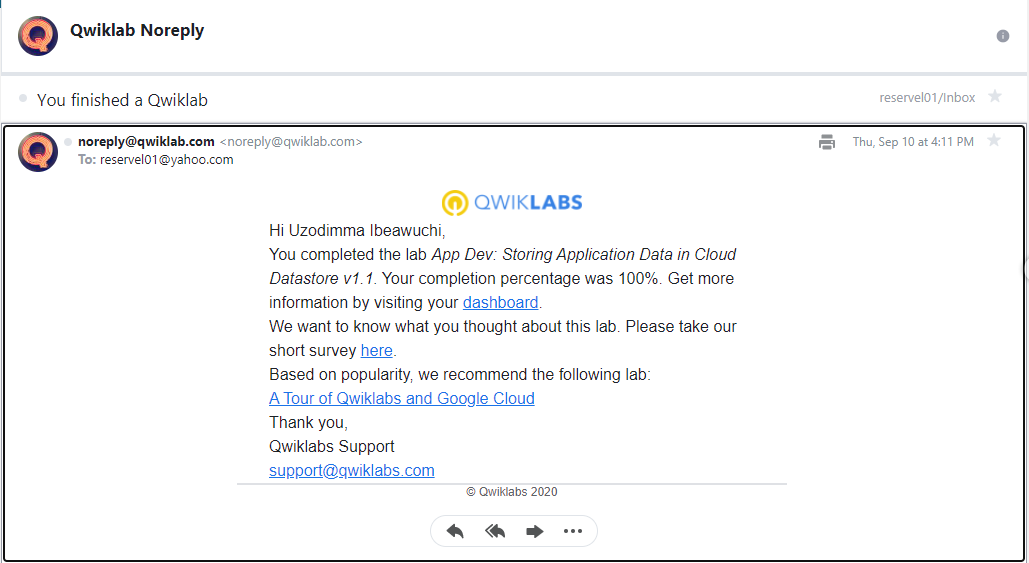 Qwiklab Noreply
You finished a Qwiklab
reservel01/Inbox
noreply@qwiklab.com <noreply@qwiklab.com>
Thu, Sep 10 at 4:11 PM
To: reservel01@yahoo.com
QWIKLABS
Hi Uzodimma Ibeawuchi,
You completed the lab App Dev: Storing Application Data in Cloud
Datastore v1.1. Your completion percentage was 100%. Get more
information by visiting your dashboard.
We want to know what you thought about this lab. Please take our
short survey here.
Based on popularity, we recommend the following lab:
A Tour of Qwiklabs and Google Cloud
Thank you,
Qwiklabs Support
support@qwiklabs.com
© Qwiklabs 2020